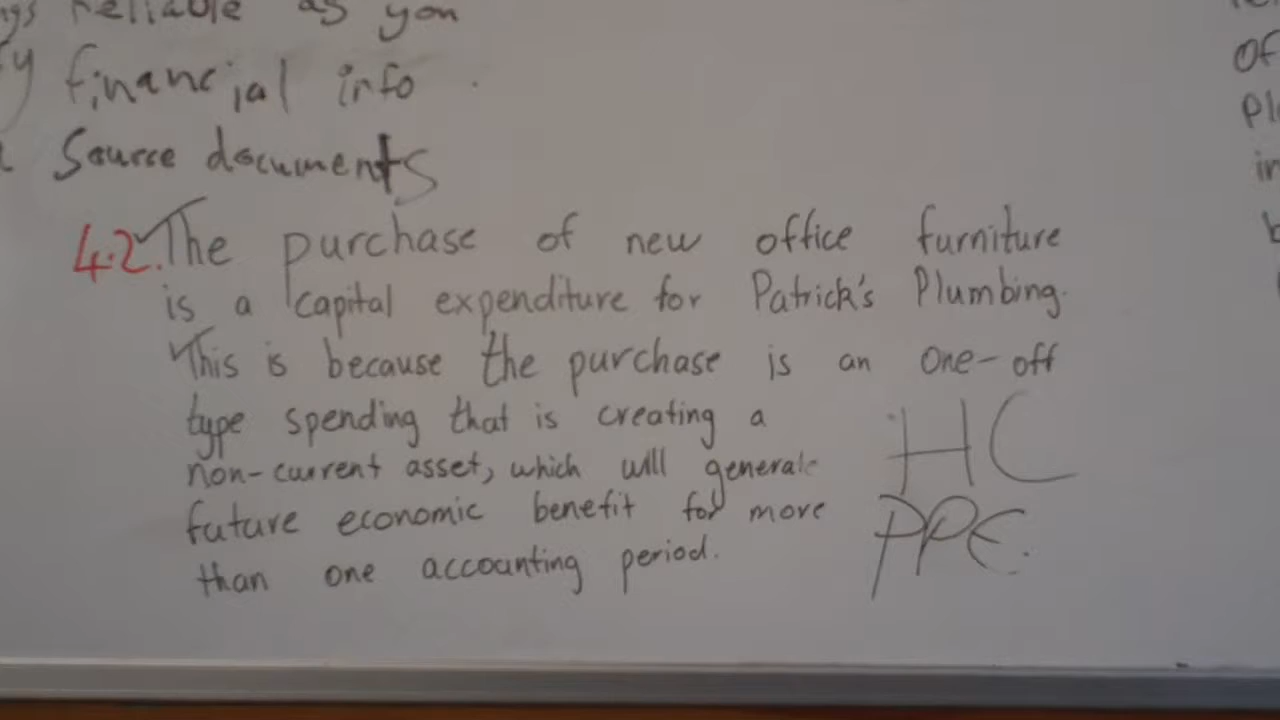 reliable as you
financial info.
Source documents
4.2. The purchase of new office furniture
is a capital expenditure for Patrick's Plumbing.
This is because the purchase is an one-off
type spending that is creating a
non-current asset, which will generate
future economic benefit for more
than one accounting period.
HC
PPE.
of
in